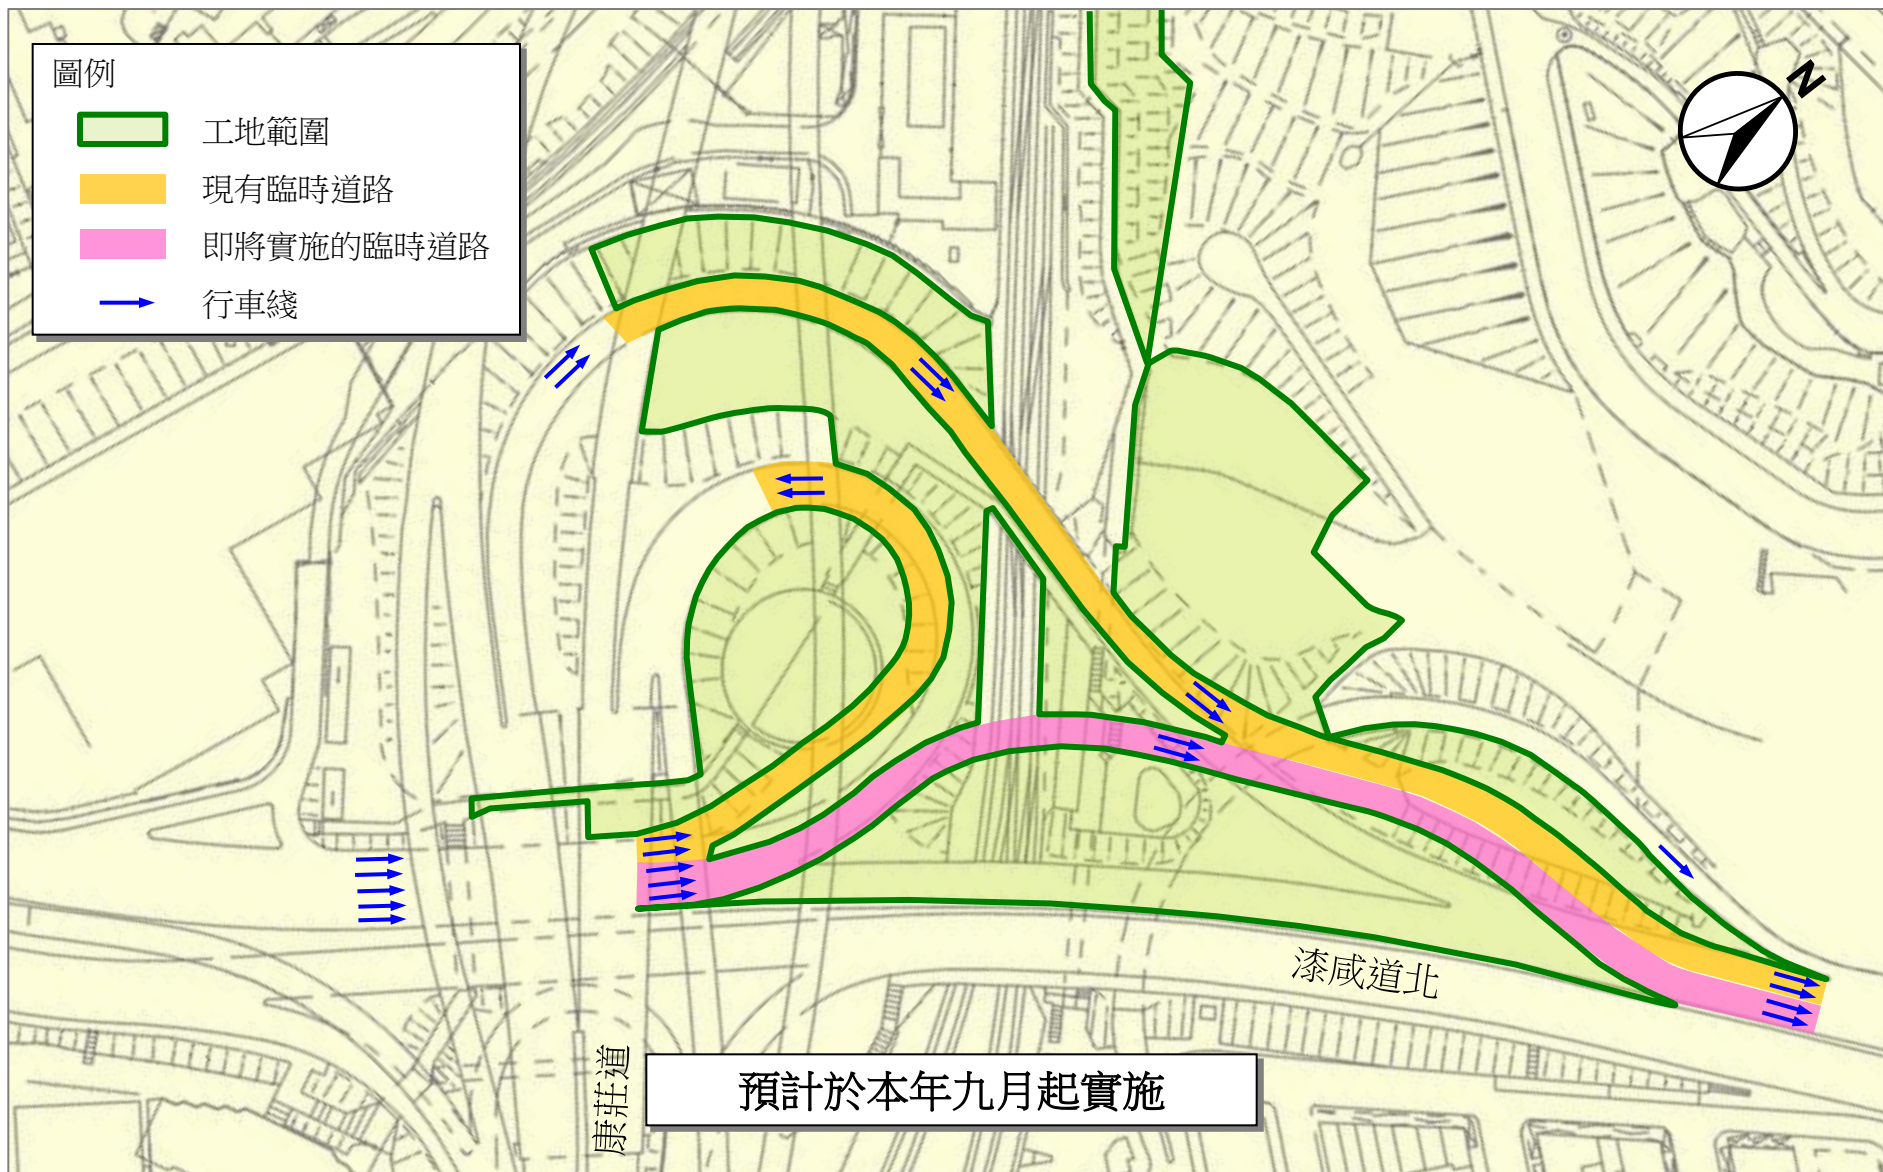 圖例
工地範圍
現有臨時道路
即將實施的臨時道路
行車綫
N
漆咸道北
康莊道
預計於本年九月起實施